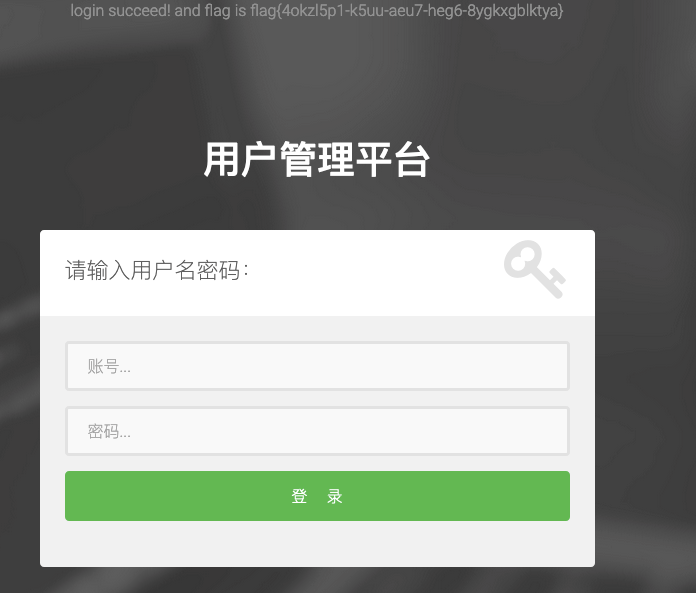 login succeed! and flag is flag{4okzl5p1-k5uu-aeu7-heg6-8ygkxgblktya}
用户管理平台
请输入用户名密码：
账号...
密码...
登 录